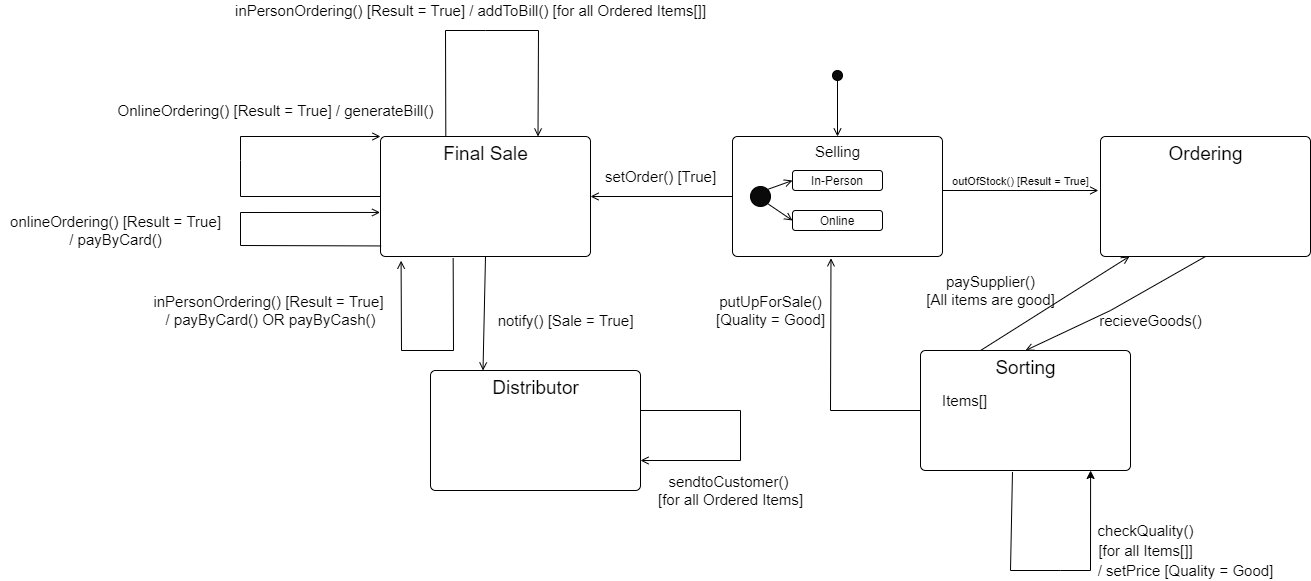 inPersonOrdering() [Result = True] / addToBill() [for all Ordered Items[]]
OnlineOrdering() [Result = True] / generateBill()
Final Sale
Selling
Ordering
setOrder() [True]
In-Person
outOfStock() [Result = True]
Online
onlineOrdering() [Result = True]
/ payByCard()
inPersonOrdering() [Result = True]
/ payByCard() OR payByCash()
notify() [Sale = True]
putUpForSale()
[Quality = Good]
paySupplier()
[All items are good]
recieveGoods()
Distributor
Sorting
Items[]
sendtoCustomer()
[for all Ordered Items]
checkQuality()
[for all Items[]]
/ setPrice [Quality = Good]